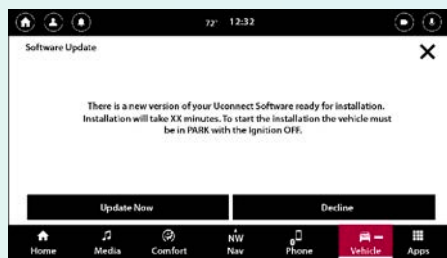 72° 12:32
Software Update
There is a new version of your Uconnect Software ready for installation.
Installation will take XX minutes. To start the installation the vehicle must
be in PARK with the Ignition OFF.
Update Now Decline
NW
0
Home Media Comfort Nav Phone Vehicle Apps